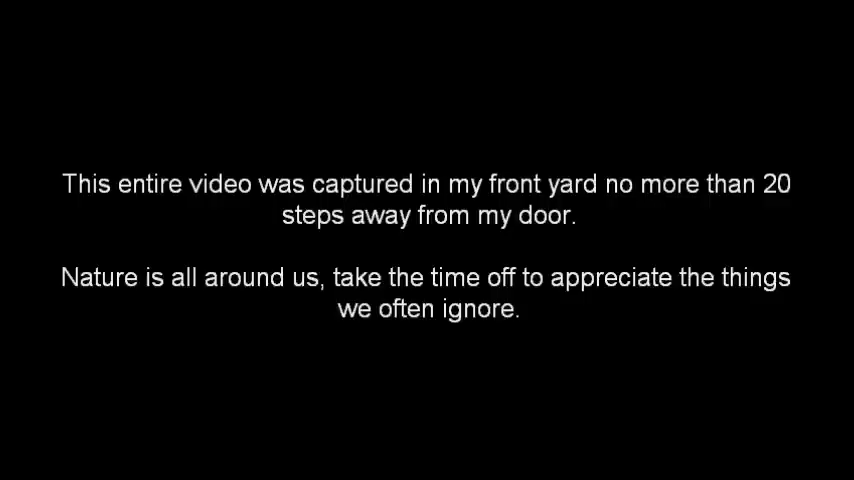 This entire video was captured in my front yard no more than 20
steps away from my door.
Nature is all around us, take the time off to appreciate the things
we often ignore.